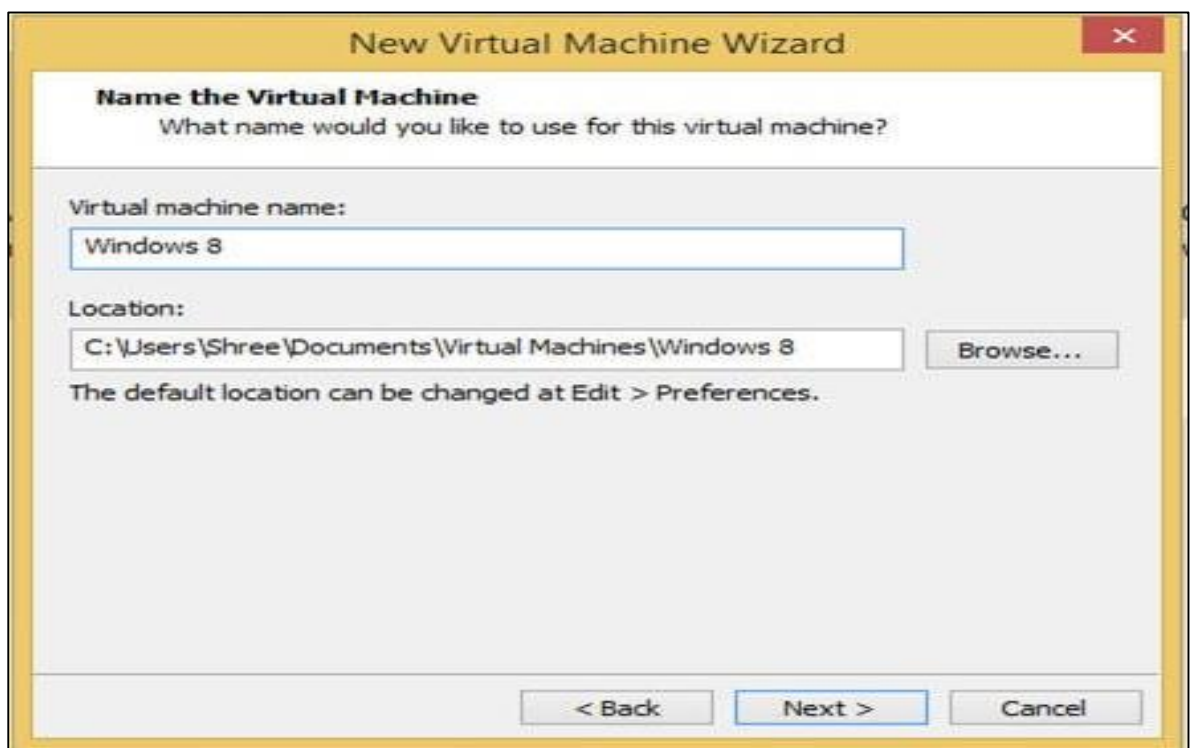 New Virtual Machine Wizard
Name the Virtual Machine
What name would you like to use for this virtual machine?
Virtual machine name:
Windows 8
Location:
C:\Users\Shree\Documents\Virtual Machines\Windows 8
Browse...
The default location can be changed at Edit > Preferences.
< Back
Next >
Cancel